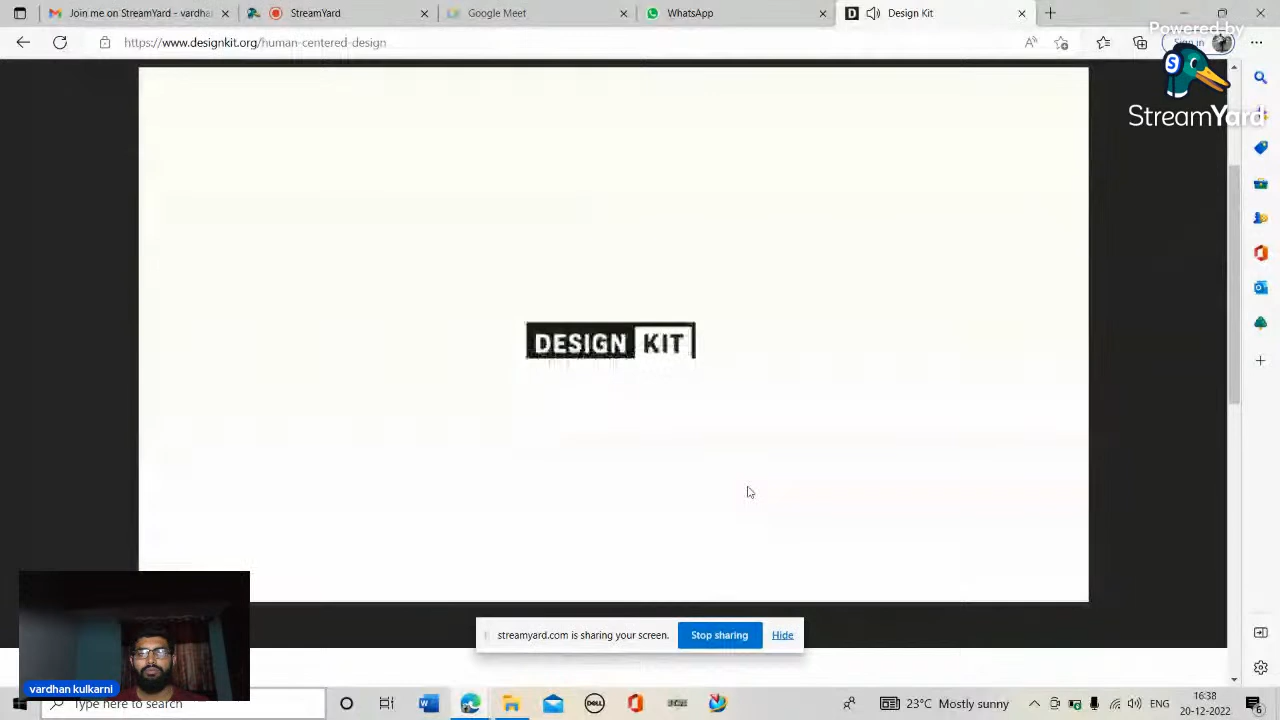 Join me on StreamYard - vardha
StreamYard
Google Meet
WhatsApp
Design Kit
Powered by
https://www.designkit.org/human-centered-design
Sign in
StreamYard
DESIGN KIT
streamyard.com is sharing your screen.
Stop sharing
Hide
vardhan kulkarni
Type here to search
23°C Mostly sunny
16:38
20-12-2022